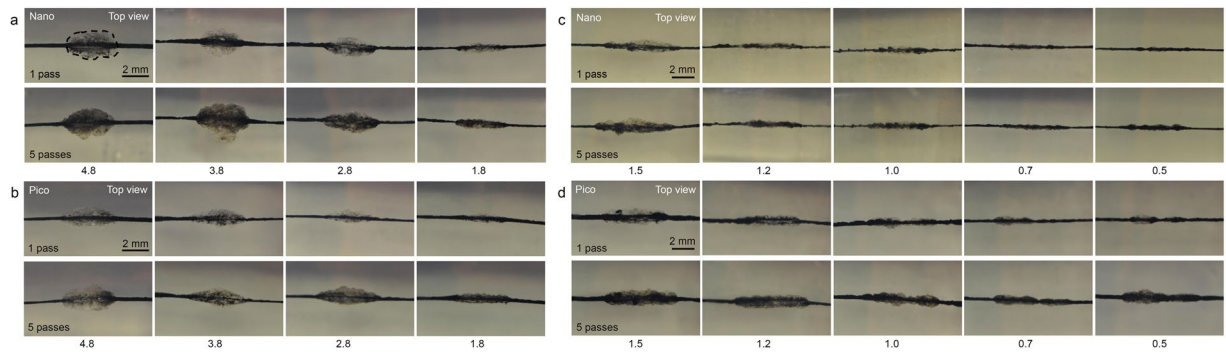 a
Nano Top view
1 pass 2 mm
5 passes
4.8 3.8 2.8 1.8
b
Pico Top view
1 pass 2 mm
5 passes
4.8 3.8 2.8 1.8
c
Nano Top view
1 pass 2 mm
5 passes
1.5 1.2 1.0 0.7 0.5
d
Pico Top view
1 pass 2 mm
5 passes
1.5 1.2 1.0 0.7 0.5